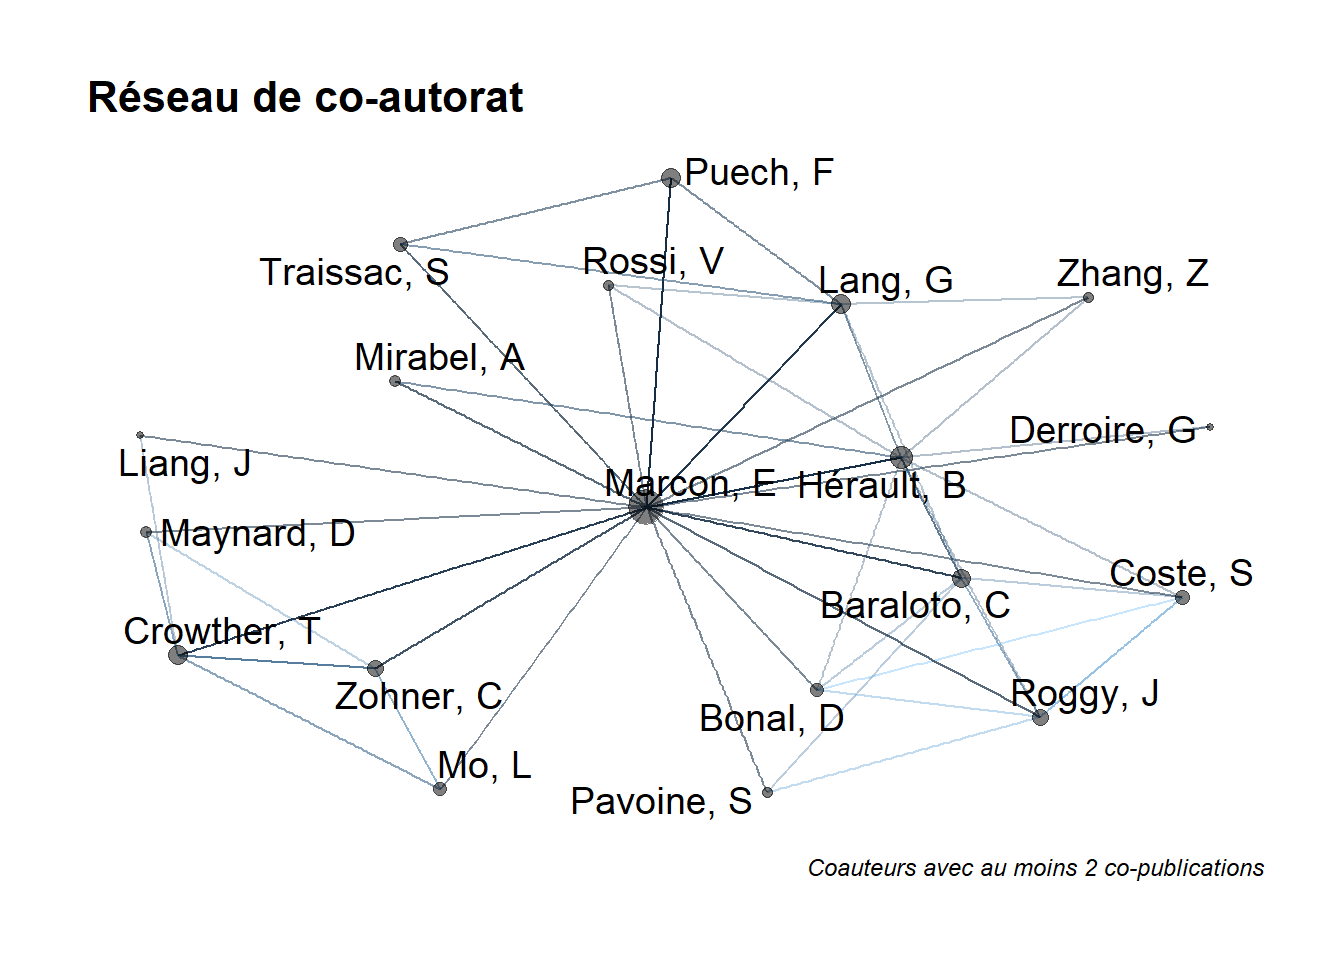 Réseau de co-autorat
Puech, F
Traissac, S
Rossi, V
Lang, G
Zhang, Z
Mirabel, A
Derroire, G
Liang, J
Marcon, E
Hérault, B
Maynard, D
Coste, S
Baraloto, C
Crowther, T
Zohner, C
Roggy, J
Bonal, D
Mo, L
Pavoine, S
Coauteurs avec au moins 2 co-publications